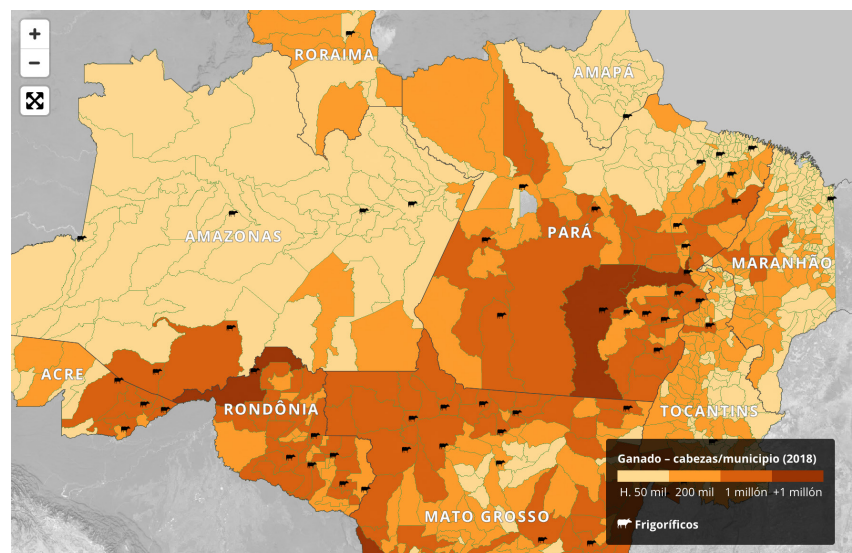 +
−
RORAIMA
AMAPÁ
AMAZONAS
PARÁ
MARANHÃO
ACRE
RONDÔNIA
TOCANTINS
MATO GROSSO
Ganado – cabezas/municipio (2018)
H. 50 mil 200 mil 1 millón +1 millón
Frigoríficos